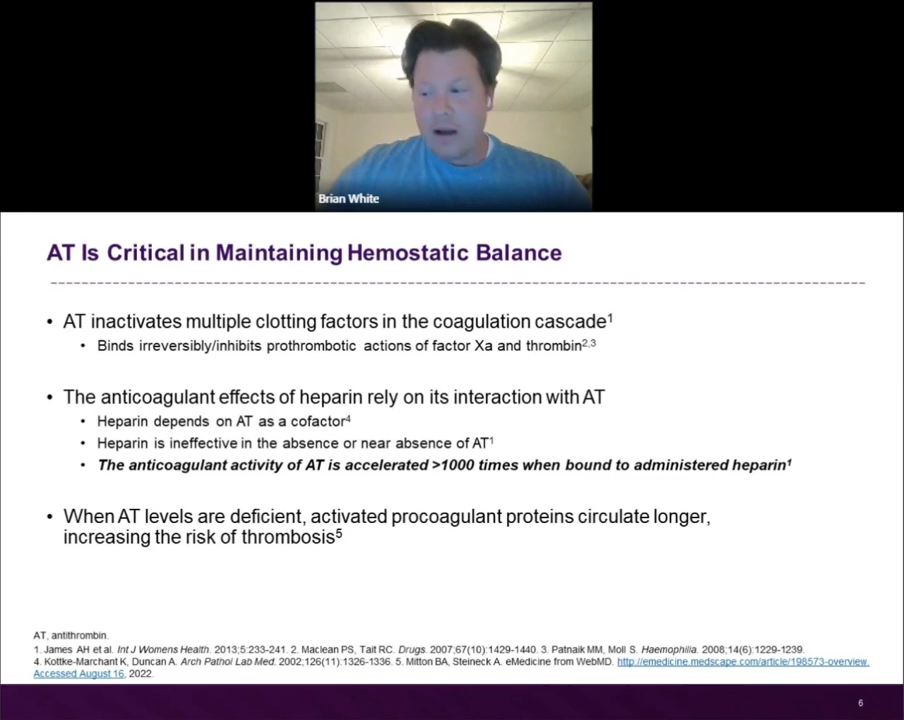 Brian White
AT Is Critical in Maintaining Hemostatic Balance
• AT inactivates multiple clotting factors in the coagulation cascade¹
• Binds irreversibly/inhibits prothrombotic actions of factor Xa and thrombin²,³
• The anticoagulant effects of heparin rely on its interaction with AT
• Heparin depends on AT as a cofactor⁴
• Heparin is ineffective in the absence or near absence of AT¹
• The anticoagulant activity of AT is accelerated >1000 times when bound to administered heparin¹
• When AT levels are deficient, activated procoagulant proteins circulate longer,
increasing the risk of thrombosis⁵
AT, antithrombin.
1. James AH et al. Int J Womens Health. 2013;5:233-241. 2. Maclean PS, Tait RC. Drugs. 2007;67(10):1429-1440. 3. Patnaik MM, Moll S. Haemophilia. 2008;14(6):1229-1239.
4. Kottke-Marchant K, Duncan A. Arch Pathol Lab Med. 2002;126(11):1326-1336. 5. Mitton BA, Steineck A. eMedicine from WebMD. http://emedicine.medscape.com/article/198573-overview.
Accessed August 16, 2022.
6